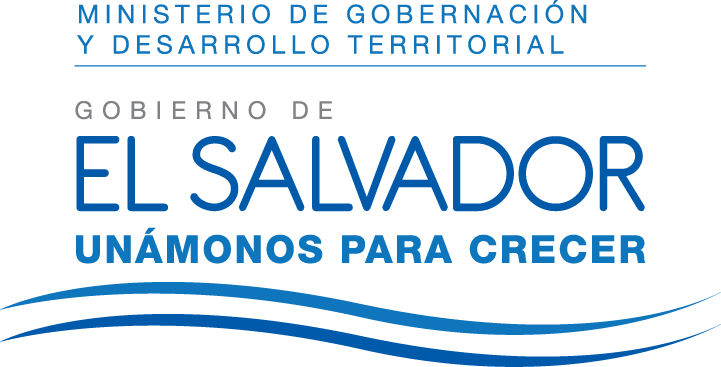 MINISTERIO DE GOBERNACIÓN
Y DESARROLLO TERRITORIAL
GOBIERNO DE
EL SALVADOR
UNÁMONOS PARA CRECER